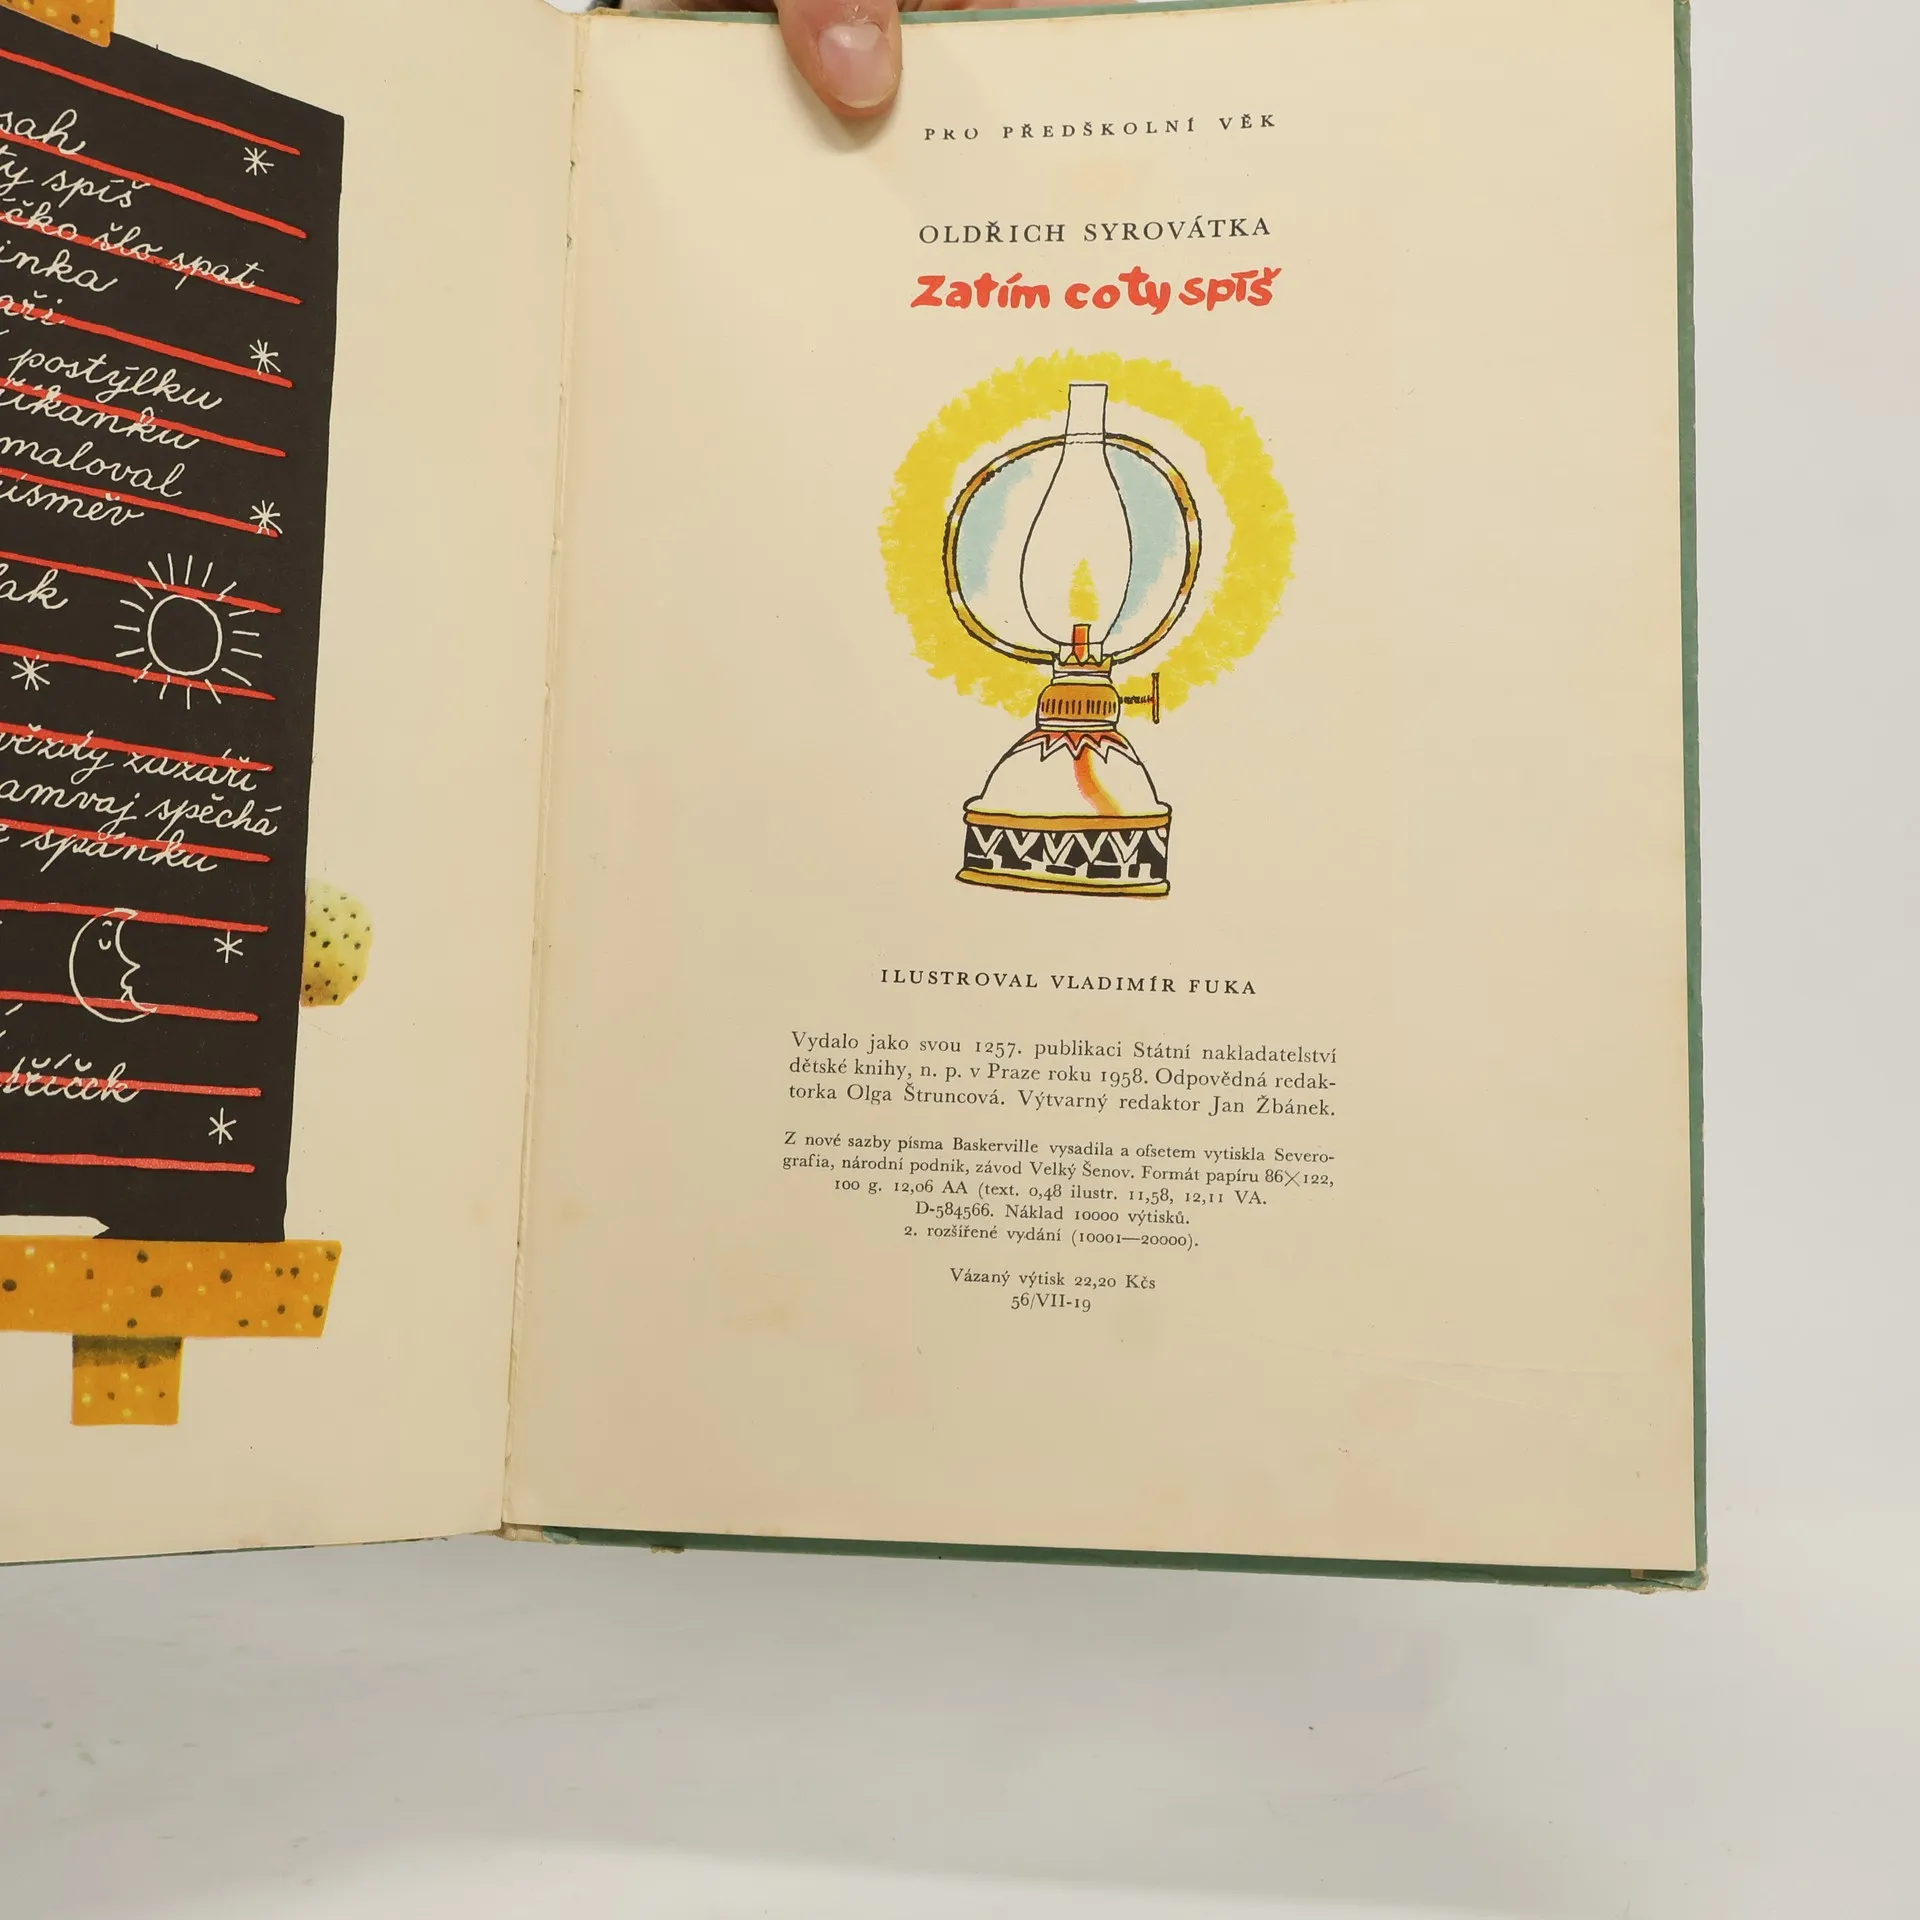 spíš
šlo spat
postýlku
maloval
zazáří
spěchá
spánku
PRO PŘEDŠKOLNÍ VĚK
OLDŘICH SYROVÁTKA
Zatím co ty spíš
ILUSTROVAL VLADIMÍR FUKA
Vydalo jako svou 1257. publikaci Státní nakladatelství
dětské knihy, n. p. v Praze roku 1958. Odpovědná redak-
torka Olga Štruncová. Výtvarný redaktor Jan Žbánek.
Z nové sazby písma Baskerville vysadila a ofsetem vytiskla Severo-
grafia, národní podnik, závod Velký Šenov. Formát papíru 86×122,
100 g. 12,06 AA (text. 0,48 ilustr. 11,58, 12,11 VA.
D-584566. Náklad 10000 výtisků.
2. rozšířené vydání (10001—20000).
Vázaný výtisk 22,20 Kčs
56/VII-19